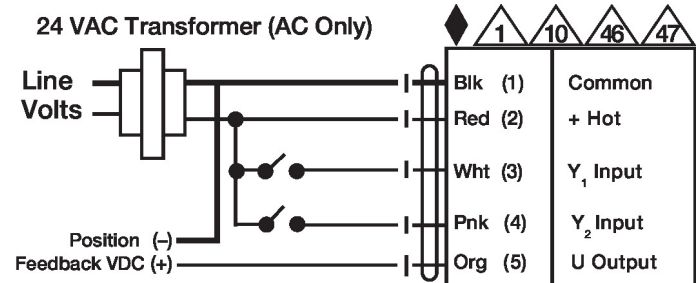 24 VAC Transformer (AC Only)
1 10 46 47
Line
Volts
Blk (1) Common
Red (2) + Hot
Wht (3) Y1 Input
Pnk (4) Y2 Input
Position (–)
Feedback VDC (+)
Org (5) U Output